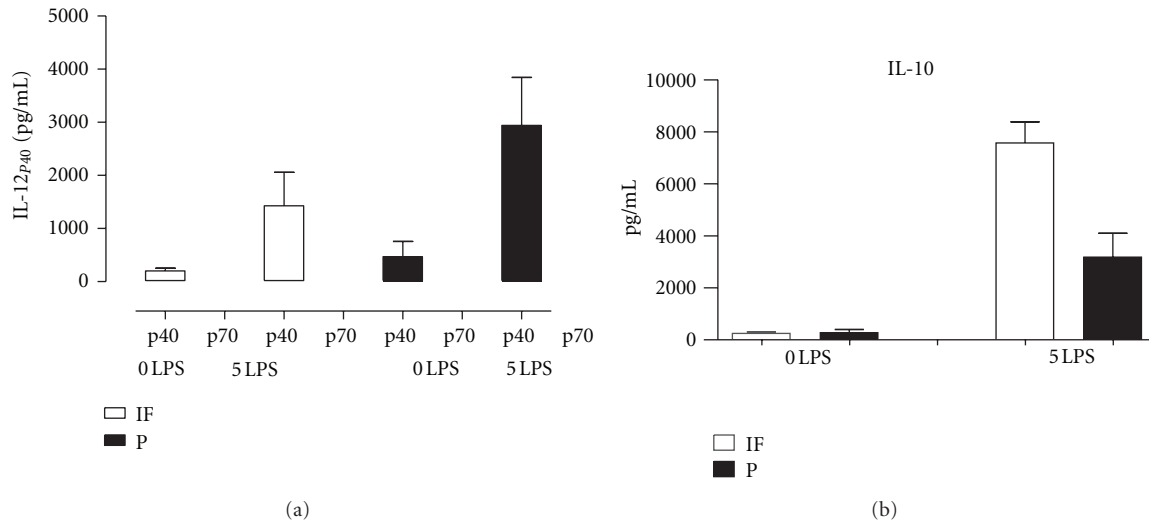 5000
4000
3000
2000
1000
0
IL-12P40 (pg/mL)
p40 p70 p40 p70 p40 p70 p40 p70
0 LPS 5 LPS 0 LPS 5 LPS
IF
P
(a)
IL-10
10000
8000
6000
4000
2000
0
pg/mL
0 LPS 5 LPS
IF
P
(b)